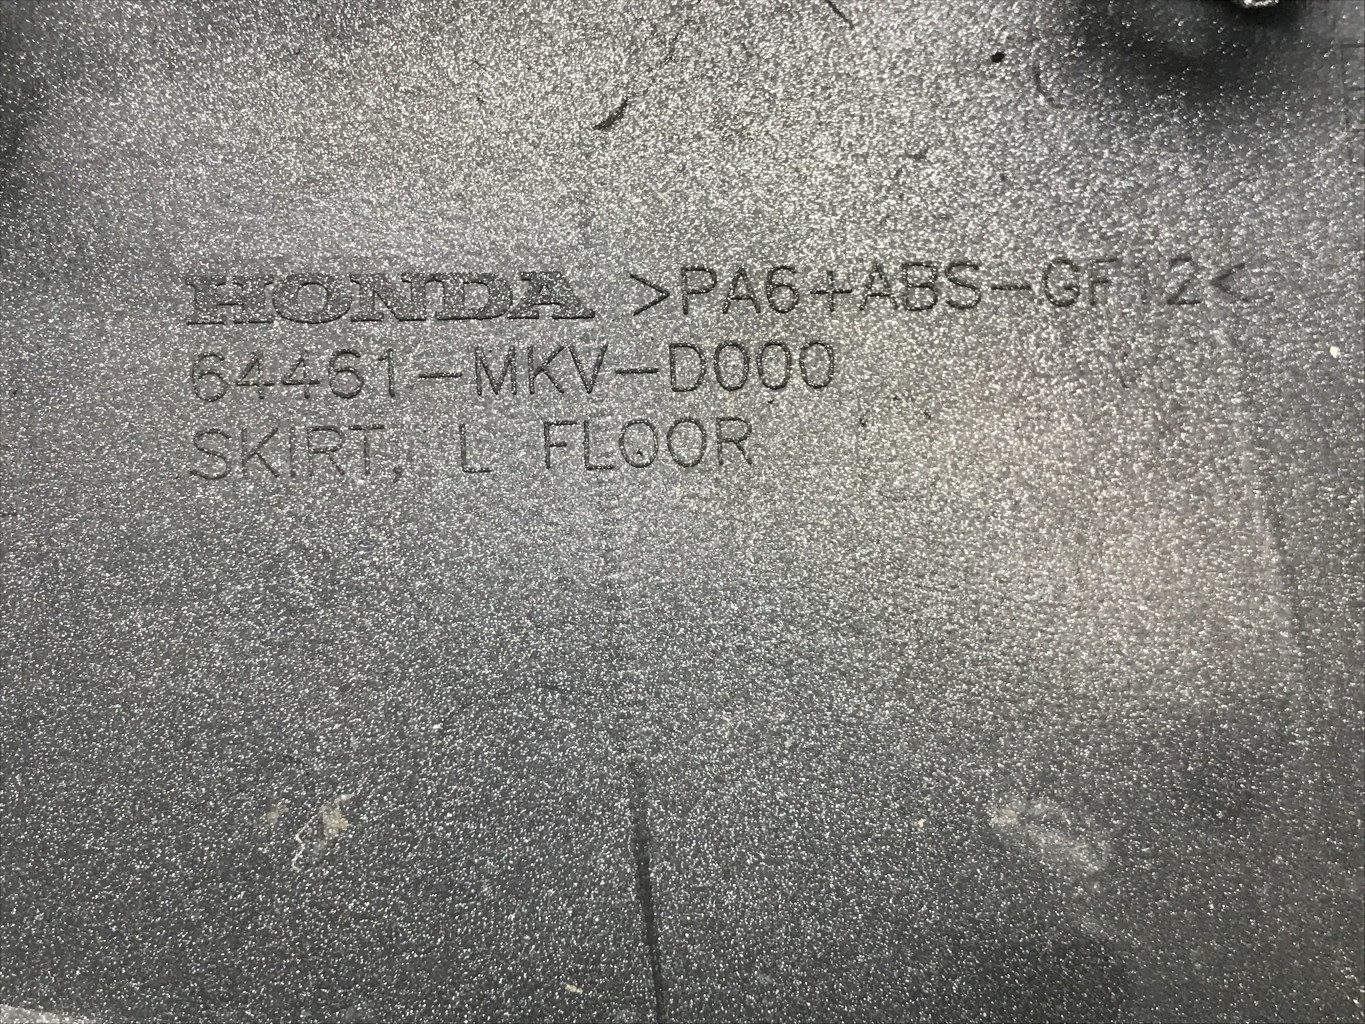 HONDA >PA6+ABS-GF12<
64461-MKV-D000
SKIRT, L FLOOR